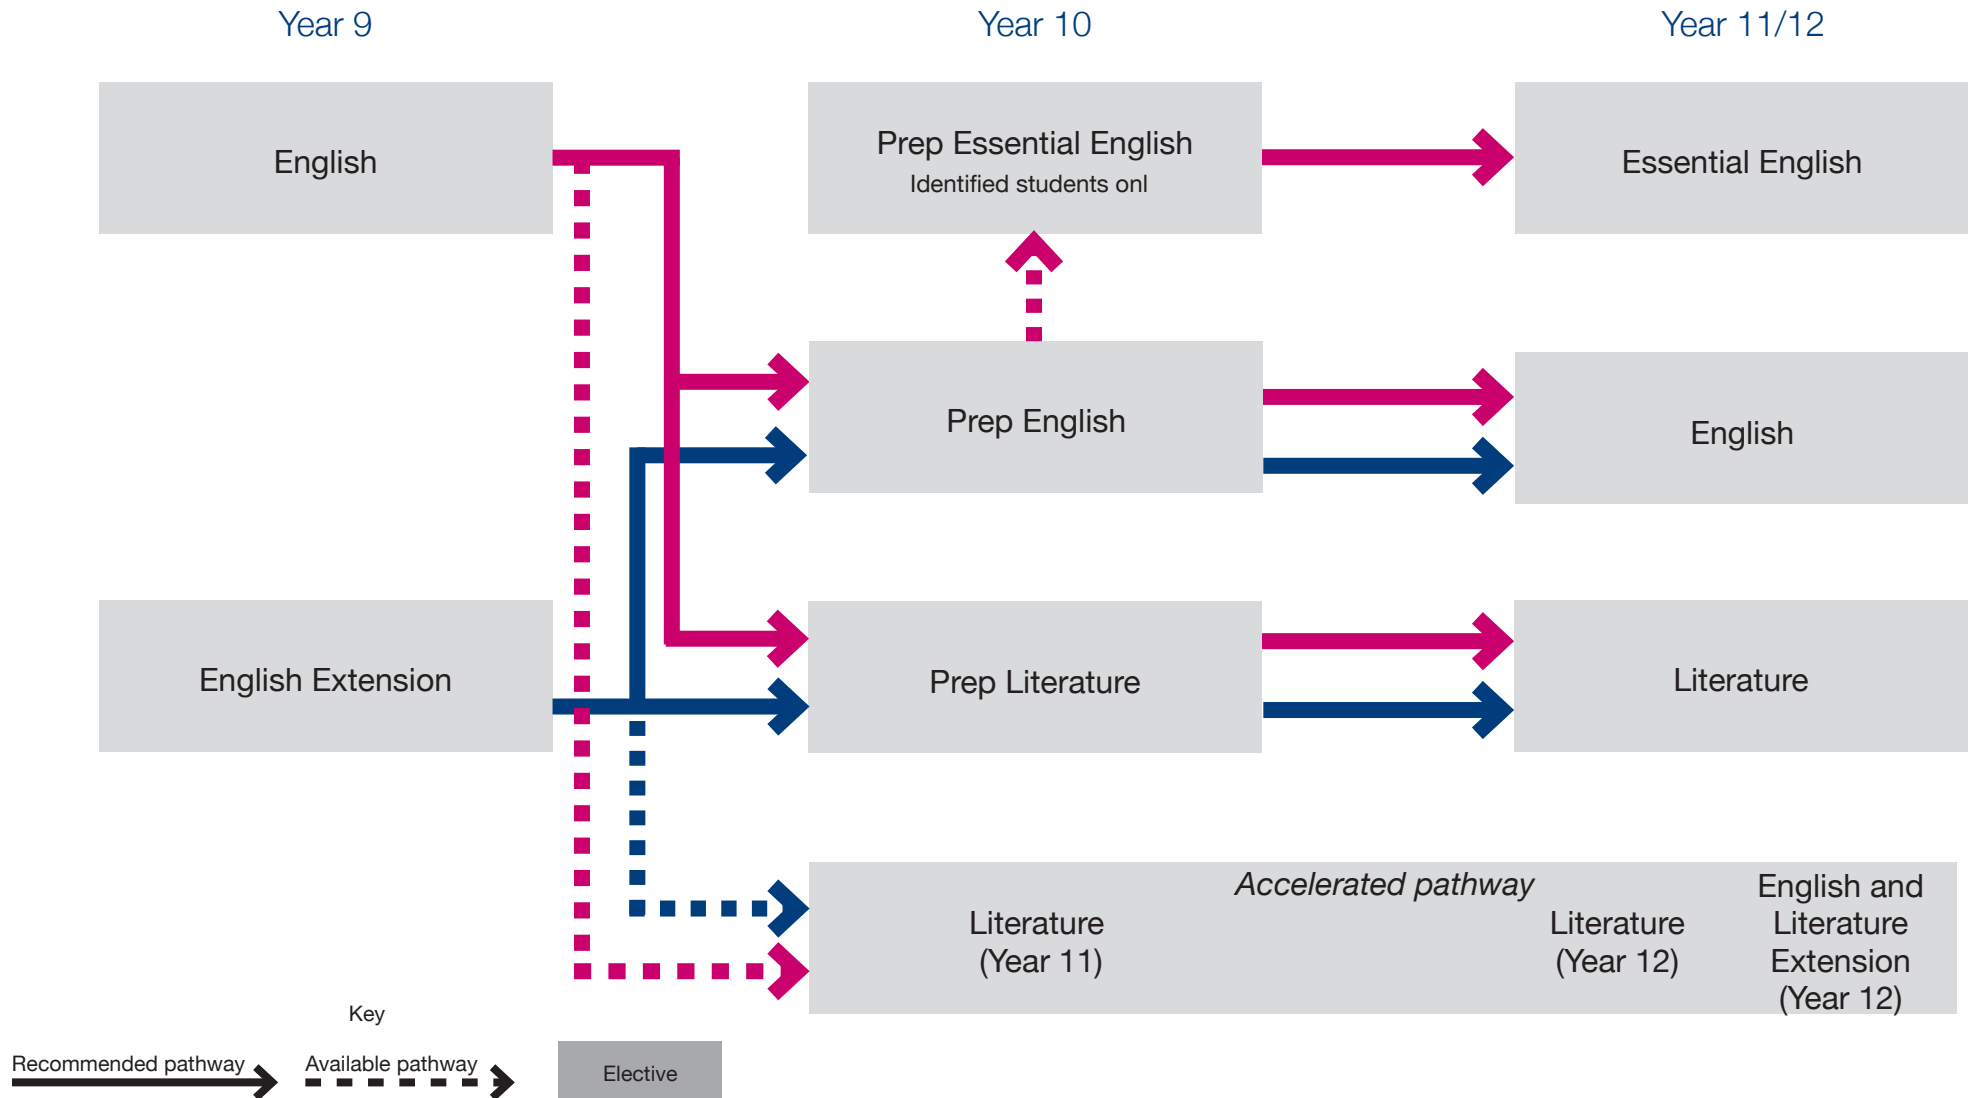 Year 9
Year 10
Year 11/12
English
Prep Essential English
Identified students onl
Essential English
Prep English
English
English Extension
Prep Literature
Literature
Accelerated pathway
Literature
(Year 11)
Literature
(Year 12)
English and
Literature
Extension
(Year 12)
Key
Recommended pathway
Available pathway
Elective